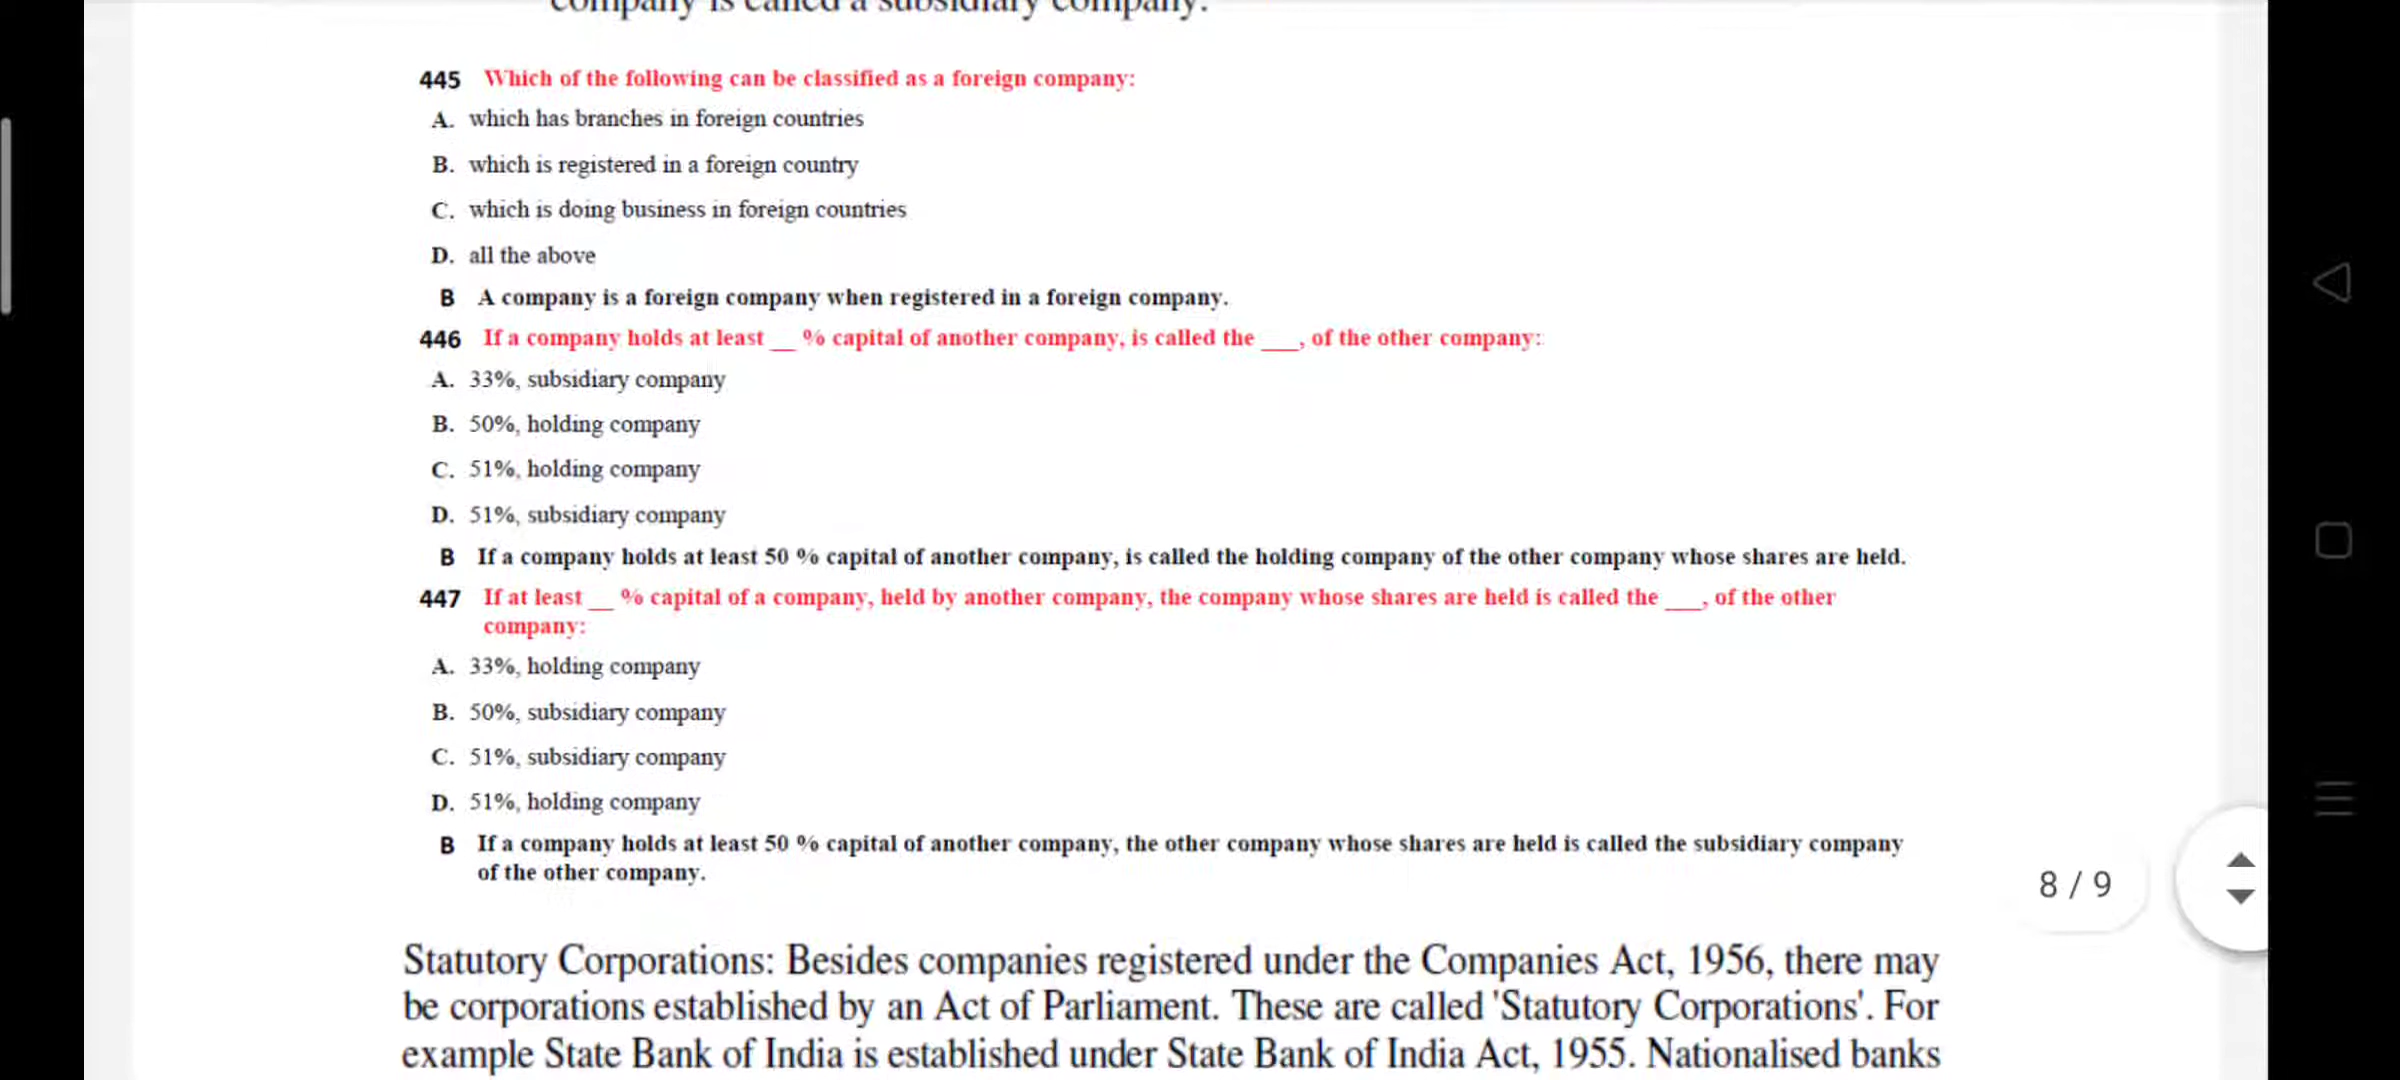 company is called a subsidiary company.
445 Which of the following can be classified as a foreign company:
A. which has branches in foreign countries
B. which is registered in a foreign country
C. which is doing business in foreign countries
D. all the above
B A company is a foreign company when registered in a foreign company.
446 If a company holds at least __ % capital of another company, is called the ___, of the other company:
A. 33%, subsidiary company
B. 50%, holding company
C. 51%, holding company
D. 51%, subsidiary company
B If a company holds at least 50 % capital of another company, is called the holding company of the other company whose shares are held.
447 If at least __ % capital of a company, held by another company, the company whose shares are held is called the ___, of the other
company:
A. 33%, holding company
B. 50%, subsidiary company
C. 51%, subsidiary company
D. 51%, holding company
B If a company holds at least 50 % capital of another company, the other company whose shares are held is called the subsidiary company
of the other company.
8 / 9
Statutory Corporations: Besides companies registered under the Companies Act, 1956, there may
be corporations established by an Act of Parliament. These are called 'Statutory Corporations'. For
example State Bank of India is established under State Bank of India Act, 1955. Nationalised banks